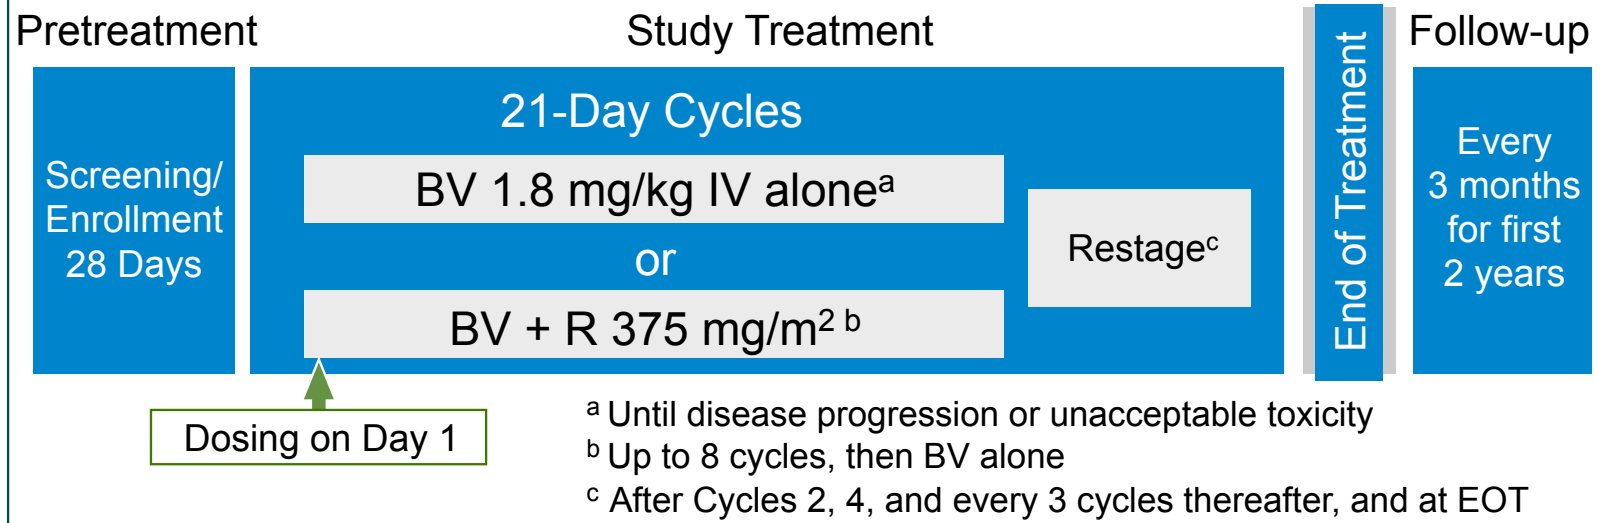 Pretreatment
Study Treatment
End of Treatment
Follow-up
Screening/
Enrollment
28 Days
21-Day Cycles
BV 1.8 mg/kg IV alone^a
or
BV + R 375 mg/m^2 b
Restage^c
Every
3 months
for first
2 years
Dosing on Day 1
^a Until disease progression or unacceptable toxicity
^b Up to 8 cycles, then BV alone
^c After Cycles 2, 4, and every 3 cycles thereafter, and at EOT